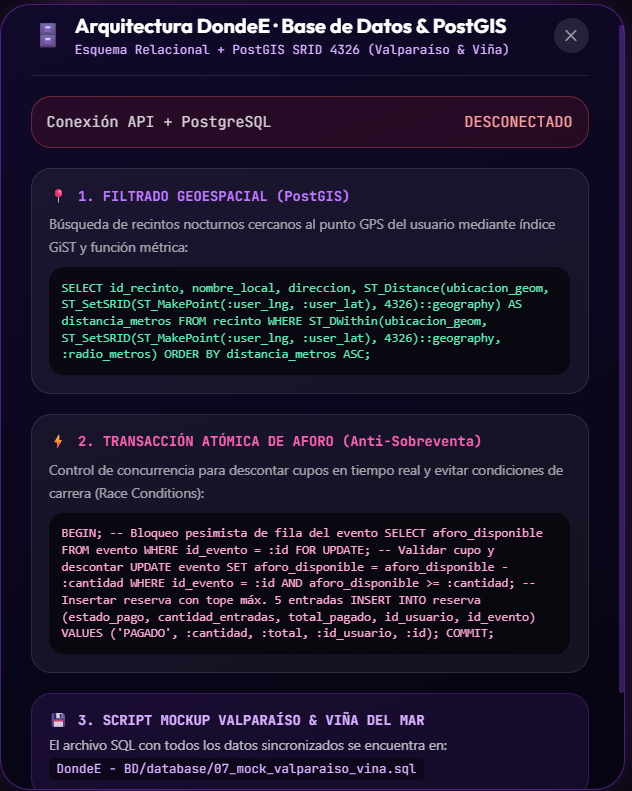 Arquitectura DondeE · Base de Datos & PostGIS
Esquema Relacional + PostGIS SRID 4326 (Valparaíso & Viña)
Conexión API + PostgreSQL
DESCONECTADO
1. FILTRADO GEOESPACIAL (PostGIS)
Búsqueda de recintos nocturnos cercanos al punto GPS del usuario mediante índice
GiST y función métrica:
SELECT id_recinto, nombre_local, direccion, ST_Distance(ubicacion_geom,
ST_SetSRID(ST_MakePoint(:user_lng, :user_lat), 4326)::geography) AS
distancia_metros FROM recinto WHERE ST_DWithin(ubicacion_geom,
ST_SetSRID(ST_MakePoint(:user_lng, :user_lat), 4326)::geography,
:radio_metros) ORDER BY distancia_metros ASC;
2. TRANSACCIÓN ATÓMICA DE AFORO (Anti-Sobreventa)
Control de concurrencia para descontar cupos en tiempo real y evitar condiciones de
carrera (Race Conditions):
BEGIN; -- Bloqueo pesimista de fila del evento SELECT aforo_disponible
FROM evento WHERE id_evento = :id FOR UPDATE; -- Validar cupo y
descontar UPDATE evento SET aforo_disponible = aforo_disponible -
:cantidad WHERE id_evento = :id AND aforo_disponible >= :cantidad; --
Insertar reserva con tope máx. 5 entradas INSERT INTO reserva
(estado_pago, cantidad_entradas, total_pagado, id_usuario, id_evento)
VALUES ('PAGADO', :cantidad, :total, :id_usuario, :id); COMMIT;
3. SCRIPT MOCKUP VALPARAÍSO & VIÑA DEL MAR
El archivo SQL con todos los datos sincronizados se encuentra en:
DondeE - BD/database/07_mock_valparaiso_vina.sql